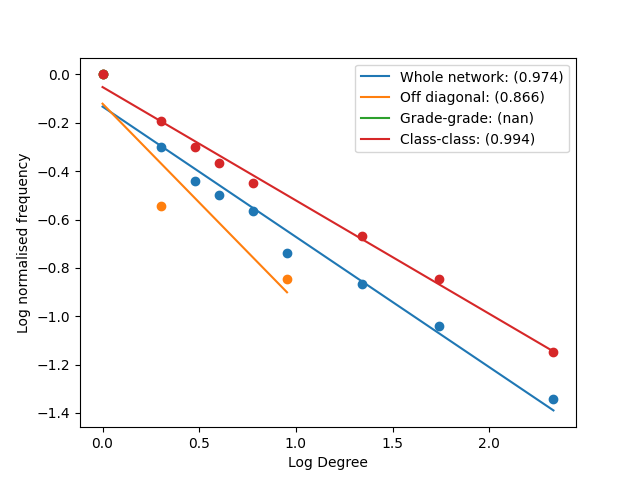 Whole network: (0.974)
Off diagonal: (0.866)
Grade-grade: (nan)
Class-class: (0.994)
0.0
−0.2
−0.4
−0.6
−0.8
−1.0
−1.2
−1.4
Log normalised frequency
0.0 0.5 1.0 1.5 2.0
Log Degree